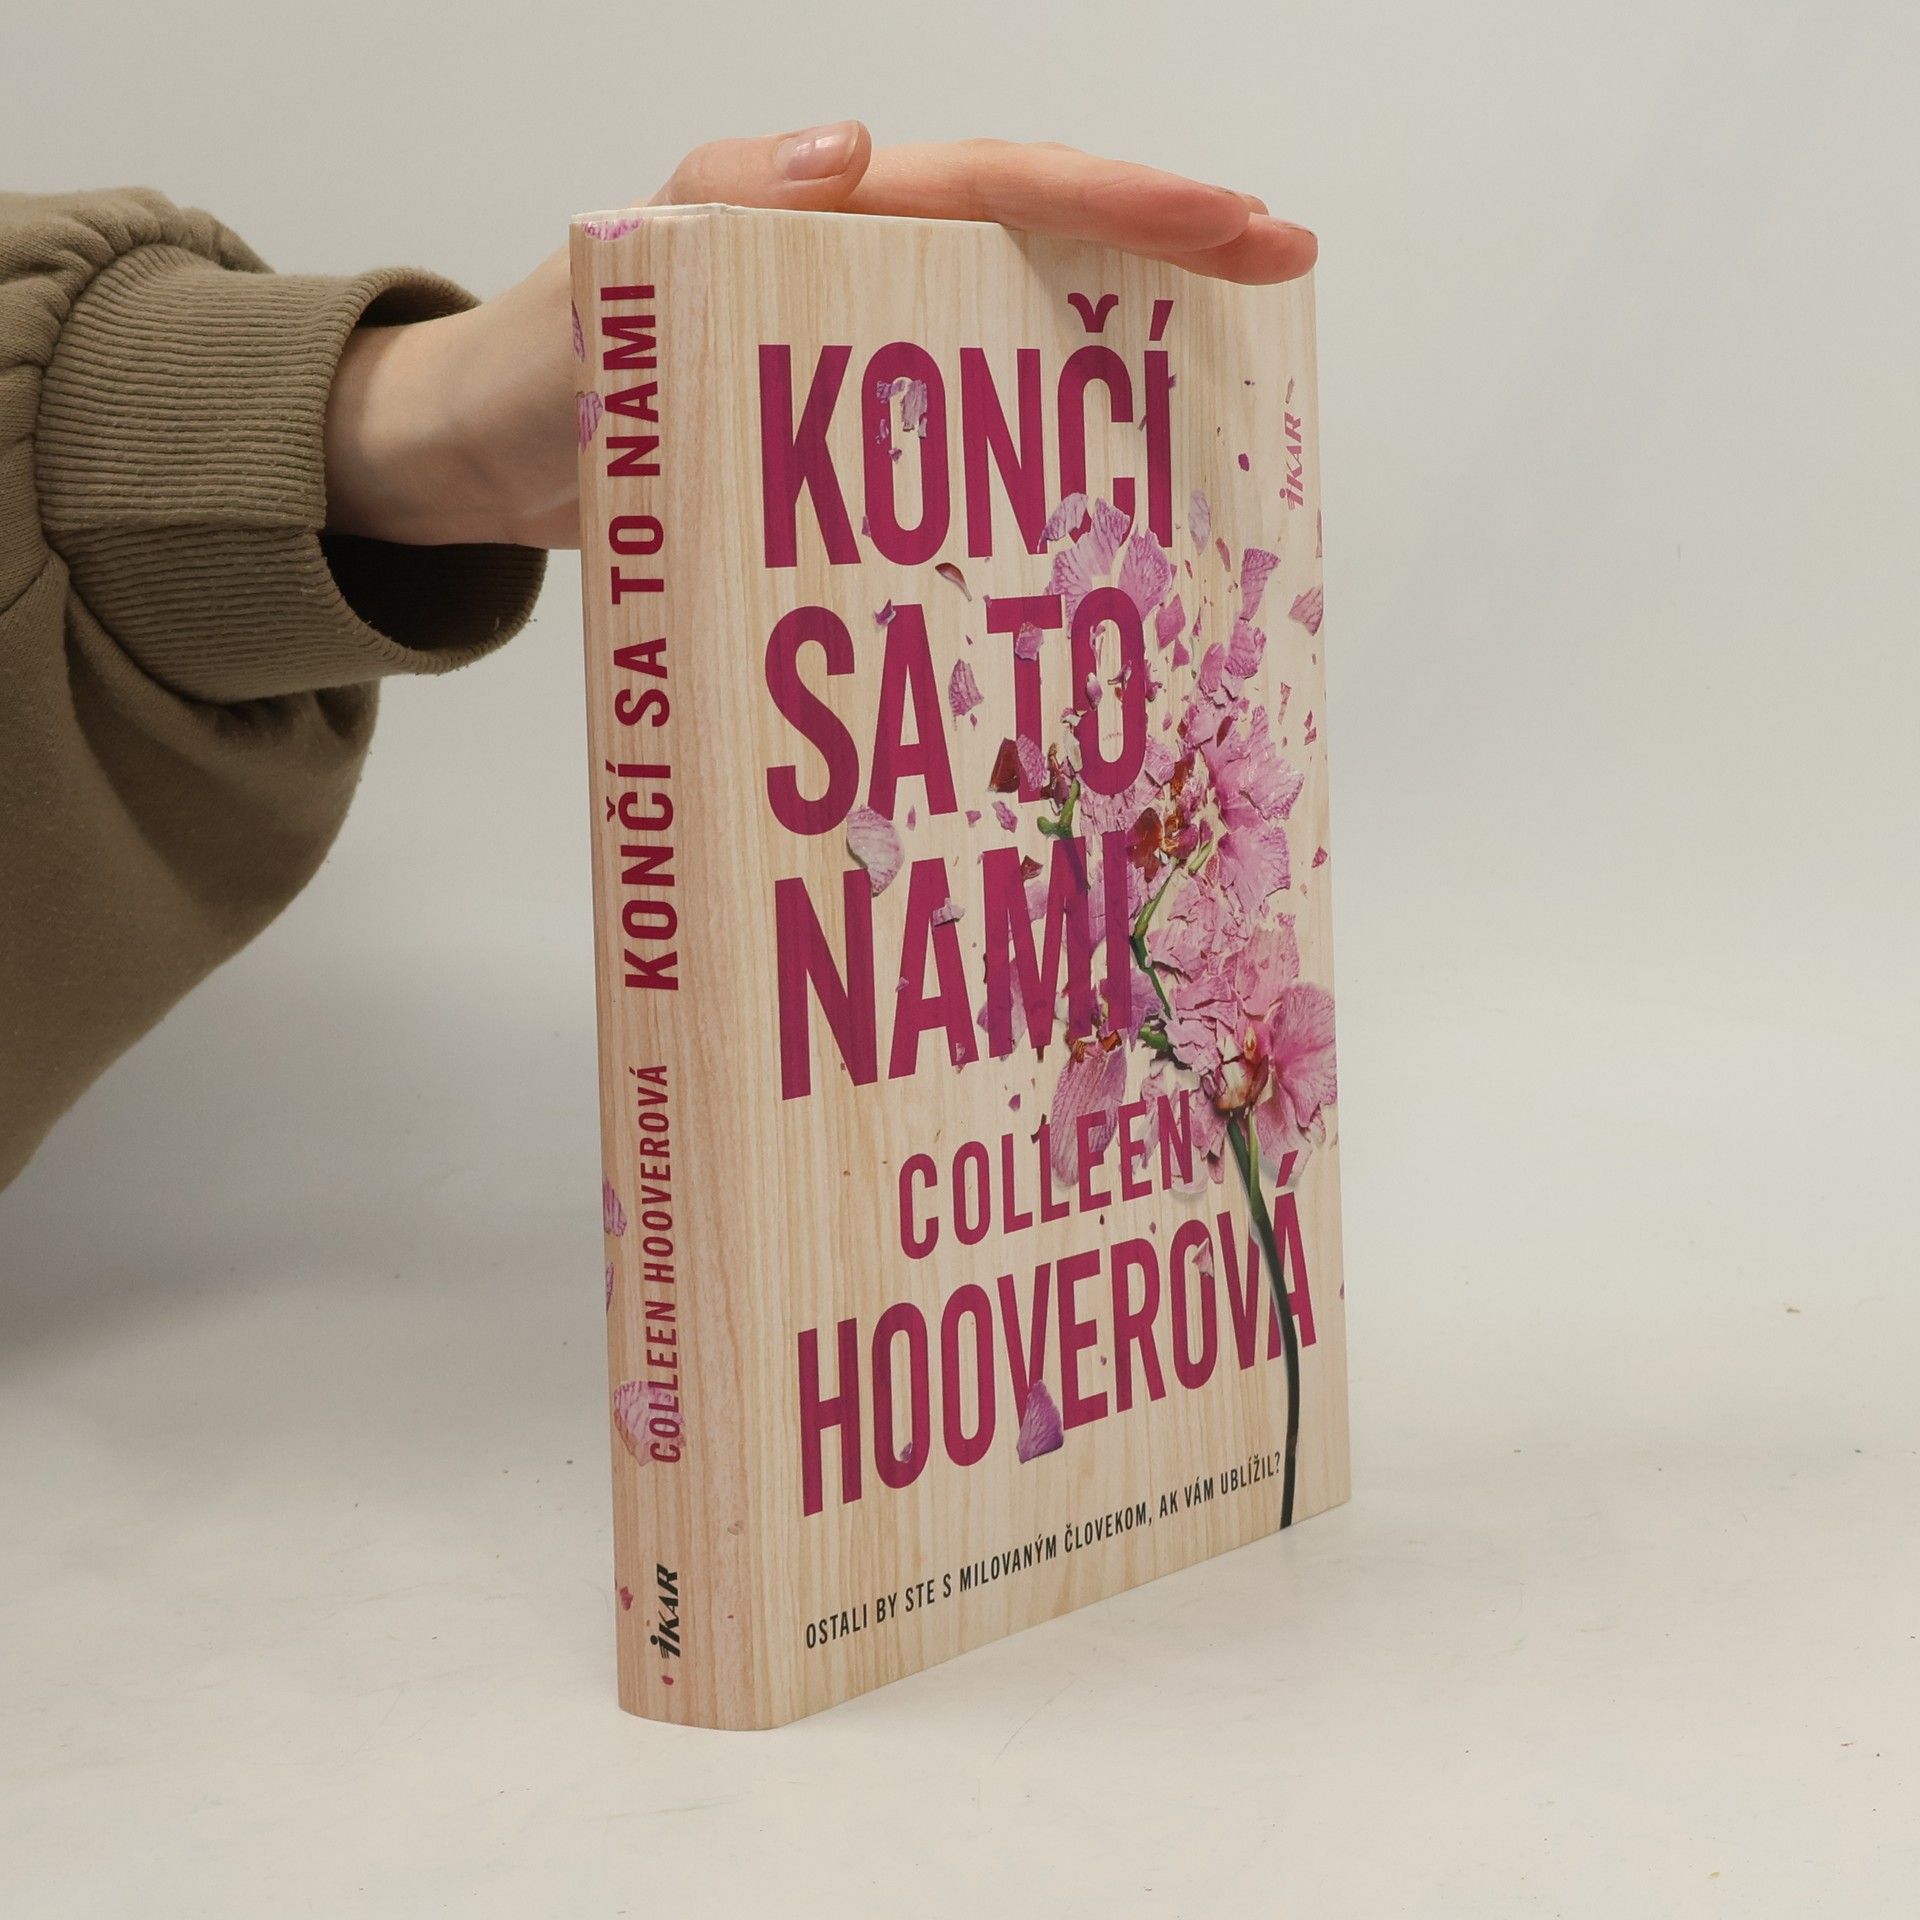 COLLEEN HOOVEROVÁ KONČÍ SA TO NAMI
IKAR
KONČÍ
SA TO
NAMI
COLLEEN
HOOVEROVÁ
OSTALI BY STE S MILOVANÝM ČLOVEKOM, AK VÁM UBLÍŽIL?
IKAR